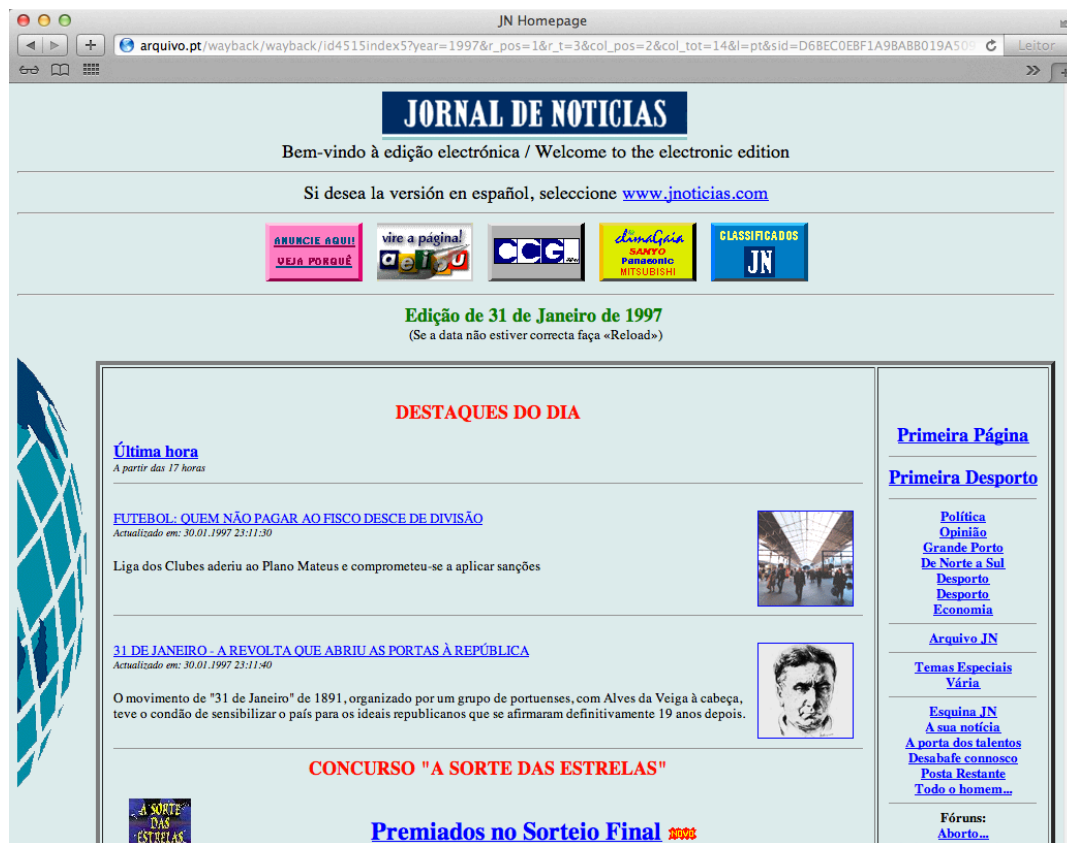 JN Homepage
arquivo.pt/wayback/wayback/id4515index5?year=1997&r_pos=1&r_t=3&col_pos=2&col_tot=14&l=pt&sid=D6BEC0EBF1A9BABB019A509
Leitor
JORNAL DE NOTICIAS
Bem-vindo à edição electrónica / Welcome to the electronic edition
Si desea la versión en español, seleccione www.jnoticias.com
ANUNCIE AQUI!
VEJA PORQUÊ
vire a página!
aeiou
CCG
climaGaia
SANYO
Panasonic
MITSUBISHI
CLASSIFICADOS
JN
Edição de 31 de Janeiro de 1997
(Se a data não estiver correcta faça «Reload»)
DESTAQUES DO DIA
Última hora
A partir das 17 horas
FUTEBOL: QUEM NÃO PAGAR AO FISCO DESCE DE DIVISÃO
Actualizado em: 30.01.1997 23:11:30
Liga dos Clubes aderiu ao Plano Mateus e comprometeu-se a aplicar sanções
31 DE JANEIRO - A REVOLTA QUE ABRIU AS PORTAS À REPÚBLICA
Actualizado em: 30.01.1997 23:11:40
O movimento de "31 de Janeiro" de 1891, organizado por um grupo de portuenses, com Alves da Veiga à cabeça,
teve o condão de sensibilizar o país para os ideais republicanos que se afirmaram definitivamente 19 anos depois.
CONCURSO "A SORTE DAS ESTRELAS"
A SORTE
DAS
ESTRELAS
Premiados no Sorteio Final
Primeira Página
Primeira Desporto
Política
Opinião
Grande Porto
De Norte a Sul
Desporto
Desporto
Economia
Arquivo JN
Temas Especiais
Vária
Esquina JN
A sua notícia
A porta dos talentos
Desabafe connosco
Posta Restante
Todo o homem...
Fóruns:
Aborto...